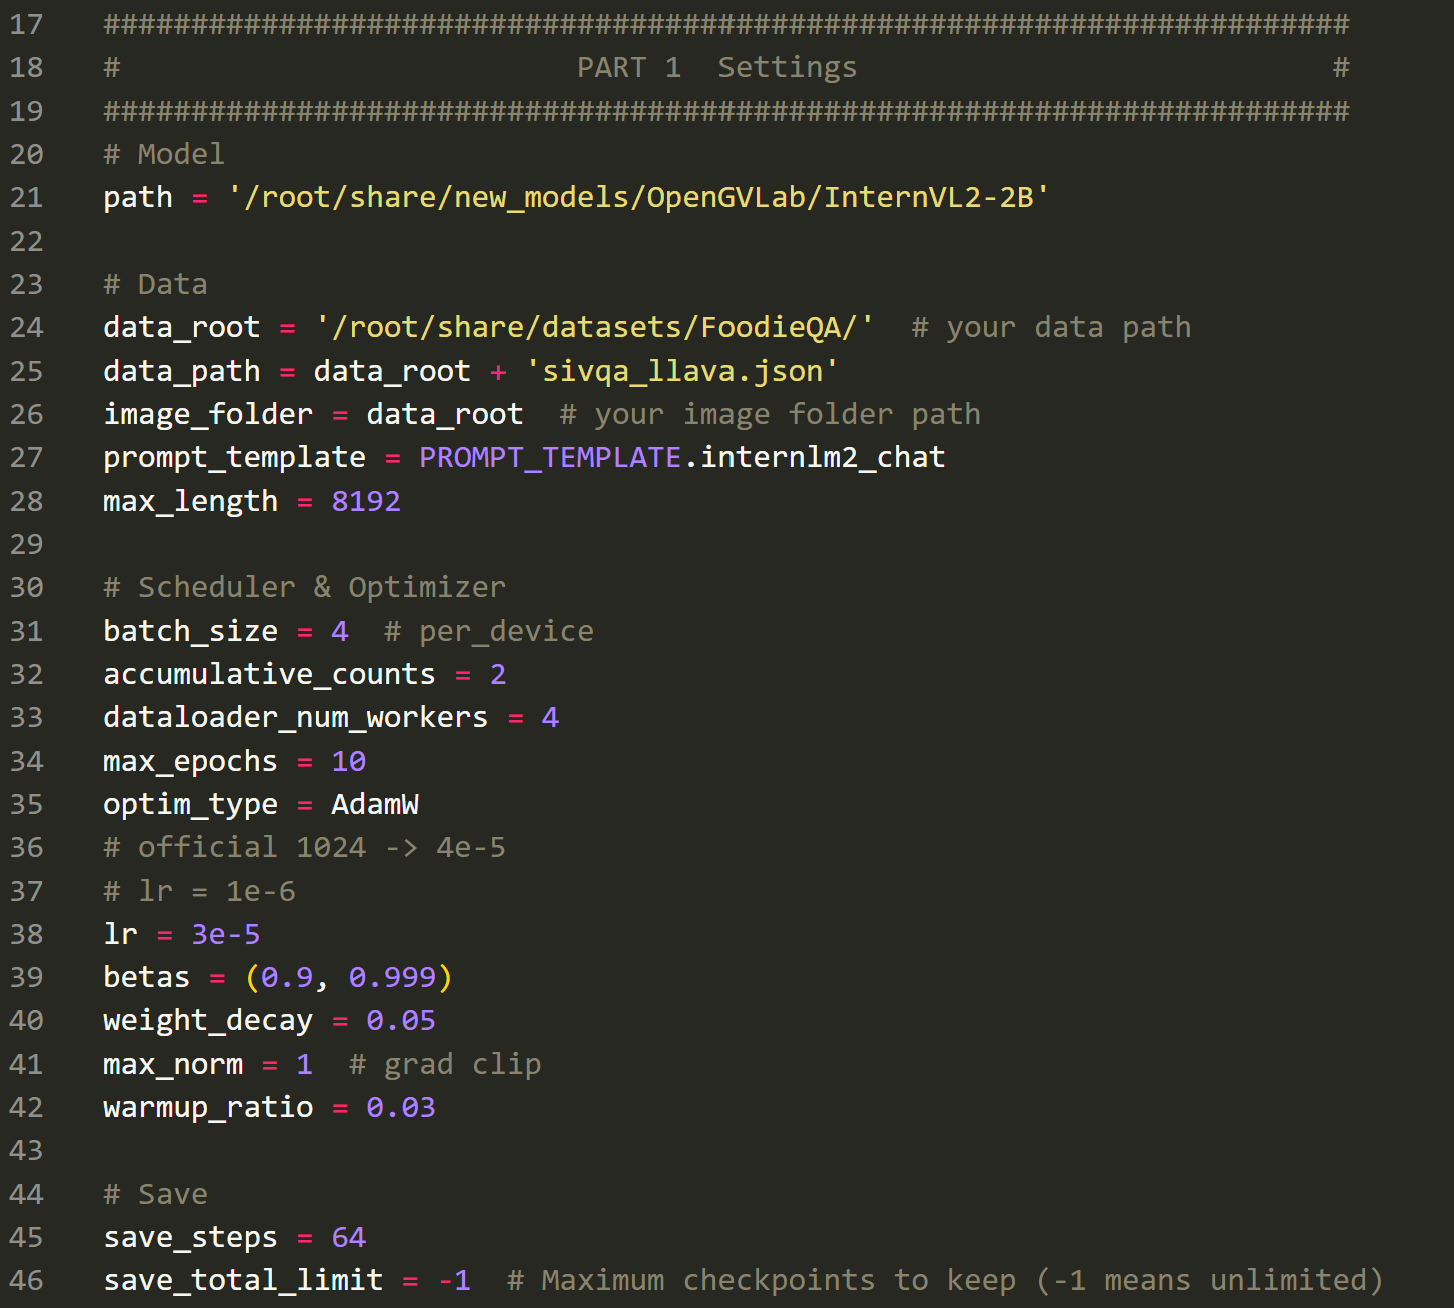 17 #######################################################################
18 #                          PART 1  Settings                           #
19 #######################################################################
20 # Model
21 path = '/root/share/new_models/OpenGVLab/InternVL2-2B'
22
23 # Data
24 data_root = '/root/share/datasets/FoodieQA/'  # your data path
25 data_path = data_root + 'sivqa_llava.json'
26 image_folder = data_root  # your image folder path
27 prompt_template = PROMPT_TEMPLATE.internlm2_chat
28 max_length = 8192
29
30 # Scheduler & Optimizer
31 batch_size = 4  # per_device
32 accumulative_counts = 2
33 dataloader_num_workers = 4
34 max_epochs = 10
35 optim_type = AdamW
36 # official 1024 -> 4e-5
37 # lr = 1e-6
38 lr = 3e-5
39 betas = (0.9, 0.999)
40 weight_decay = 0.05
41 max_norm = 1  # grad clip
42 warmup_ratio = 0.03
43
44 # Save
45 save_steps = 64
46 save_total_limit = -1  # Maximum checkpoints to keep (-1 means unlimited)